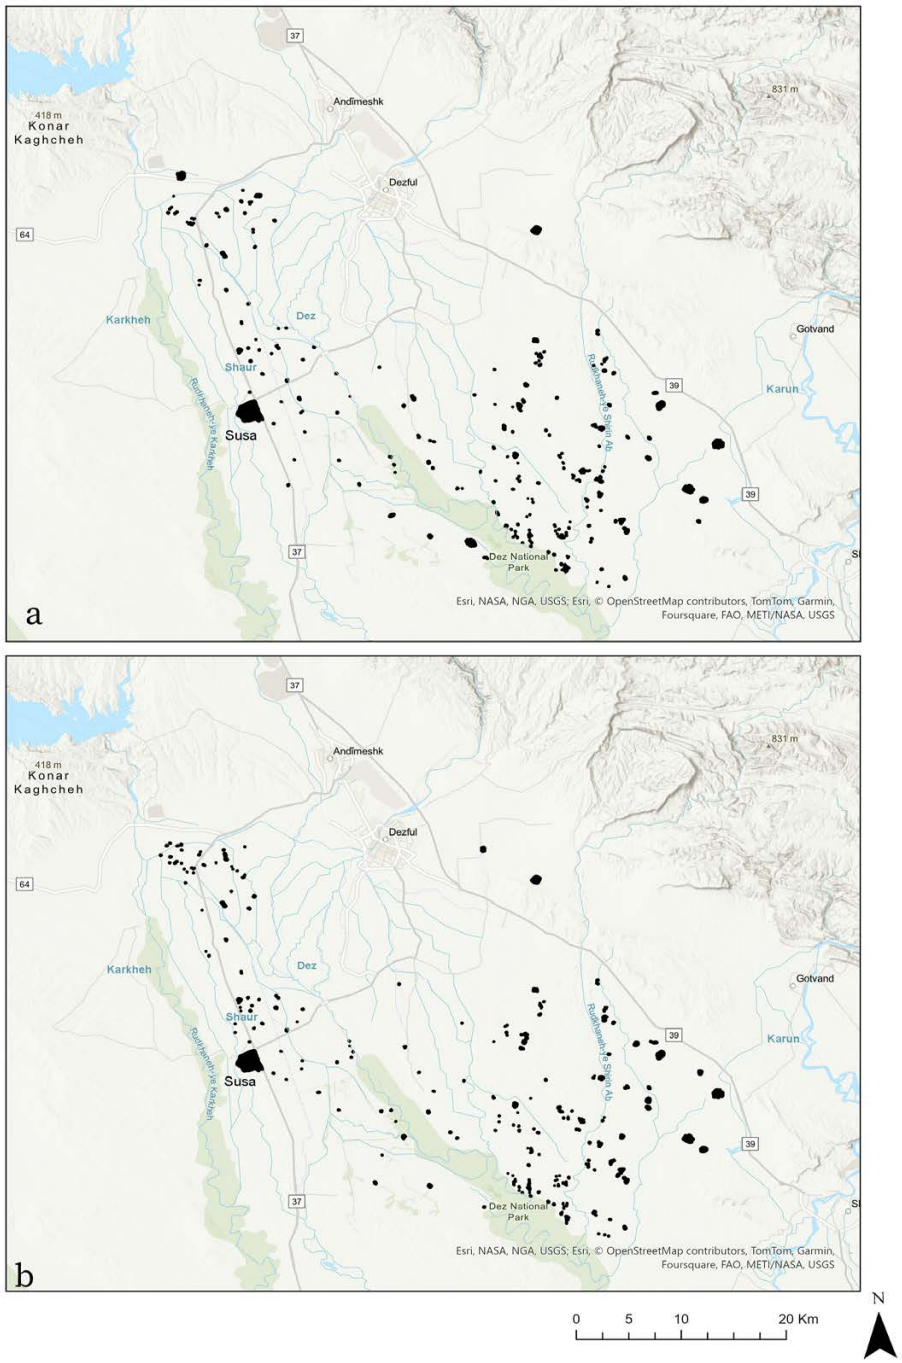 37
Andīmeshk
831 m
418 m
Konar
Kaghcheh
Dezful
64
Gotvand
Karkheh
Dez
Shaur
39
Karun
Rudkhaneh-ye Shirin Ab
Rudkhaneh-ye Karkheh
Susa
39
37
Dez National
Park
Esri, NASA, NGA, USGS; Esri, © OpenStreetMap contributors, TomTom, Garmin,
Foursquare, FAO, METI/NASA, USGS
a
37
Andīmeshk
831 m
418 m
Konar
Kaghcheh
Dezful
64
Gotvand
Karkheh
Dez
Shaur
39
Karun
Rudkhaneh-ye Shirin Ab
Rudkhaneh-ye Karkheh
Susa
39
37
Dez National
Park
Esri, NASA, NGA, USGS; Esri, © OpenStreetMap contributors, TomTom, Garmin,
Foursquare, FAO, METI/NASA, USGS
b
N
0 5 10 20 Km